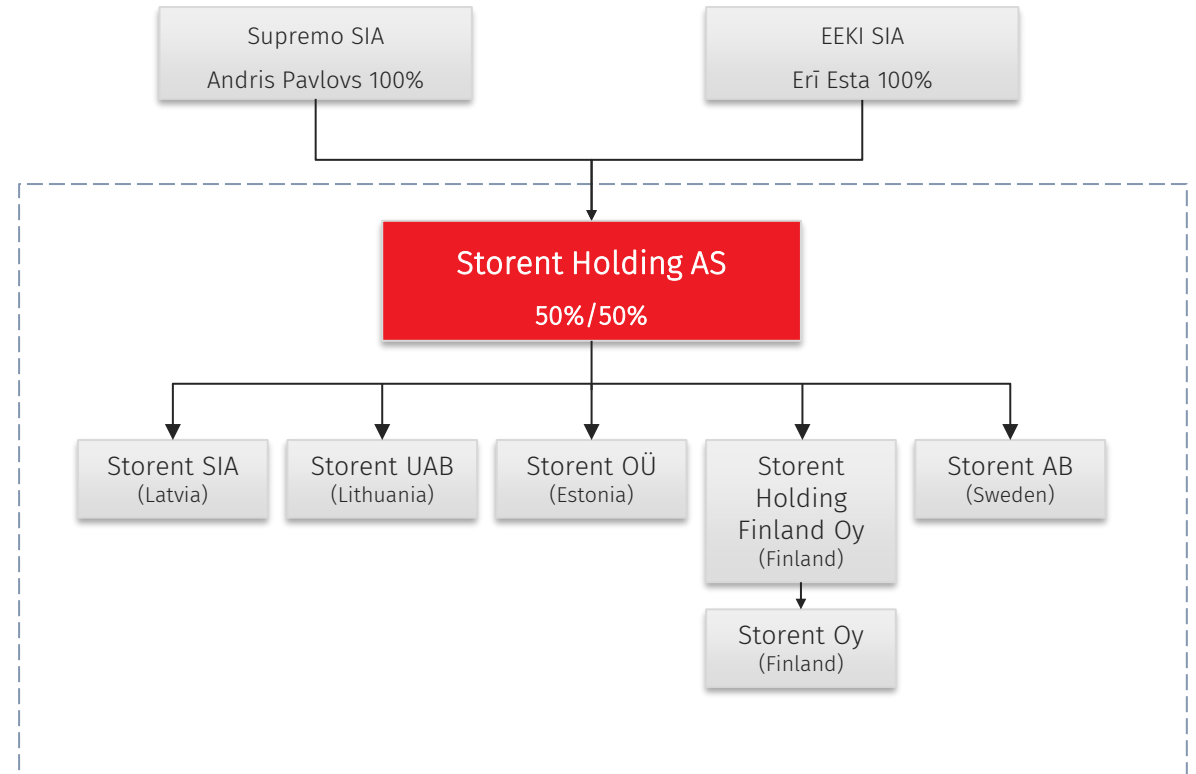 Supremo SIA
Andris Pavlovs 100%
EEKI SIA
Erī Esta 100%
Storent Holding AS
50%/50%
Storent SIA
(Latvia)
Storent UAB
(Lithuania)
Storent OÜ
(Estonia)
Storent
Holding
Finland Oy
(Finland)
Storent AB
(Sweden)
Storent Oy
(Finland)